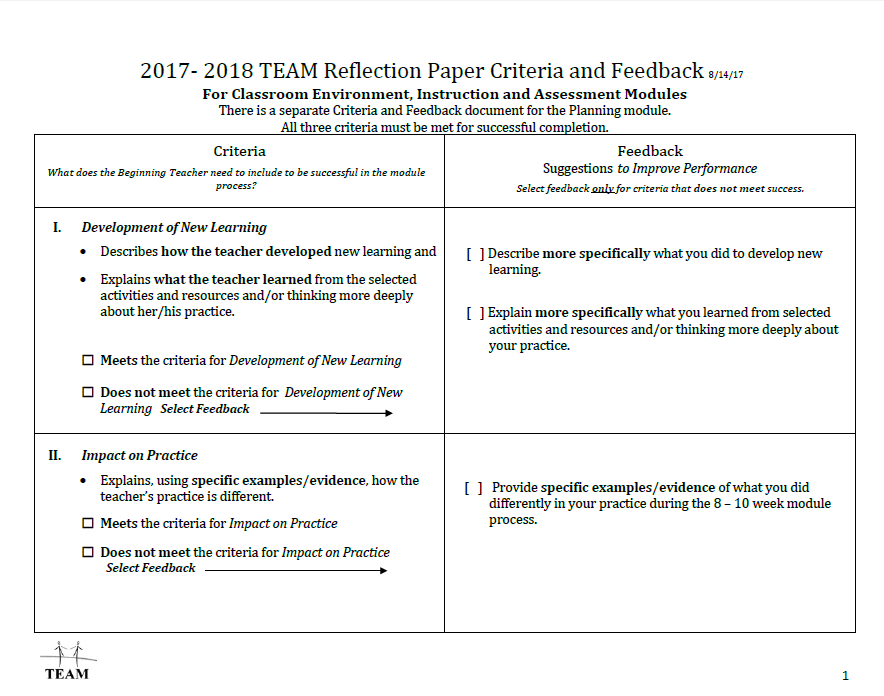 2017- 2018 TEAM Reflection Paper Criteria and Feedback 8/14/17
For Classroom Environment, Instruction and Assessment Modules
There is a separate Criteria and Feedback document for the Planning module.
All three criteria must be met for successful completion.
Criteria
What does the Beginning Teacher need to include to be successful in the module
process?
Feedback
Suggestions to Improve Performance
Select feedback only for criteria that does not meet success.
I. Development of New Learning
• Describes how the teacher developed new learning and
• Explains what the teacher learned from the selected
activities and resources and/or thinking more deeply
about her/his practice.
☐ Meets the criteria for Development of New Learning
☐ Does not meet the criteria for Development of New
Learning Select Feedback
[ ] Describe more specifically what you did to develop new
learning.
[ ] Explain more specifically what you learned from selected
activities and resources and/or thinking more deeply about
your practice.
II. Impact on Practice
• Explains, using specific examples/evidence, how the
teacher's practice is different.
☐ Meets the criteria for Impact on Practice
☐ Does not meet the criteria for Impact on Practice
Select Feedback
[ ] Provide specific examples/evidence of what you did
differently in your practice during the 8 – 10 week module
process.
TEAM
1